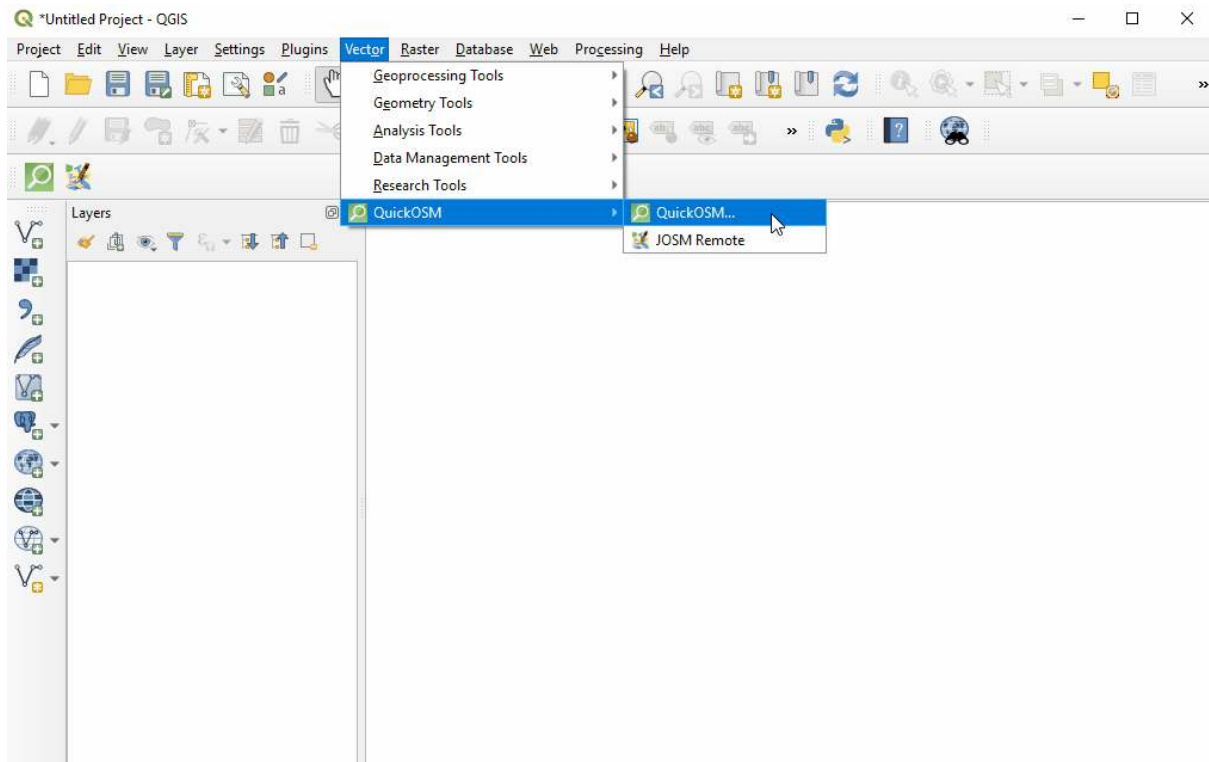 *Untitled Project - QGIS
Project Edit View Layer Settings Plugins Vector Raster Database Web Processing Help
Geoprocessing Tools
Geometry Tools
Analysis Tools
Data Management Tools
Research Tools
Layers
QuickOSM
QuickOSM...
JOSM Remote